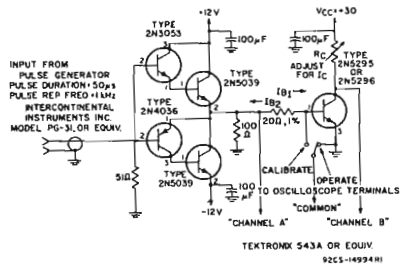 +12V
VCC=+30
TYPE
2N3053
100μF
100μF
RC
ADJUST
FOR IC
TYPE
2N5295
OR
2N5296
INPUT FROM
PULSE GENERATOR
PULSE DURATION=50μs
PULSE REP FREQ=1kHz
INTERCONTINENTAL
INSTRUMENTS INC.
MODEL PG-31, OR EQUIV.
TYPE
2N5039
IB1
IB2
TYPE
2N4036
20Ω, 1%
100
Ω
TYPE
2N5039
51Ω
100
μF
-12V
CALIBRATE
OPERATE
TO OSCILLOSCOPE TERMINALS
"COMMON"
"CHANNEL A"
"CHANNEL B"
TEKTRONIX 543A OR EQUIV.
92CS-14994R1
1
2
3